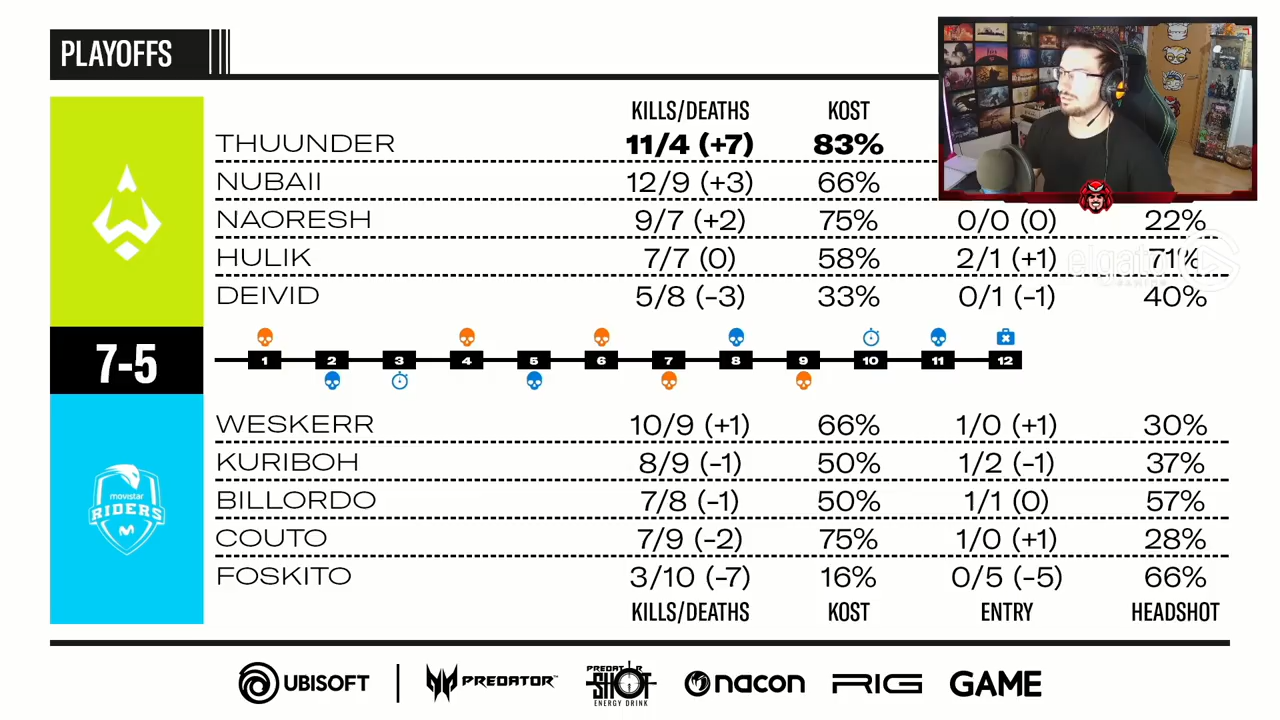 PLAYOFFS
KILLS/DEATHS KOST
THUUNDER 11/4 (+7) 83%
NUBAII 12/9 (+3) 66%
NAORESH 9/7 (+2) 75% 0/0 (0) 22%
HULIK 7/7 (0) 58% 2/1 (+1) 71%
elgato
GAMING
DEIVID 5/8 (-3) 33% 0/1 (-1) 40%
7-5
1 2 3 4 5 6 7 8 9 10 11 12
WESKERR 10/9 (+1) 66% 1/0 (+1) 30%
KURIBOH 8/9 (-1) 50% 1/2 (-1) 37%
movistar
RIDERS
BILLORDO 7/8 (-1) 50% 1/1 (0) 57%
COUTO 7/9 (-2) 75% 1/0 (+1) 28%
FOSKITO 3/10 (-7) 16% 0/5 (-5) 66%
KILLS/DEATHS KOST ENTRY HEADSHOT
UBISOFT PREDATOR PREDATOR SHOT ENERGY DRINK nacon RIG GAME